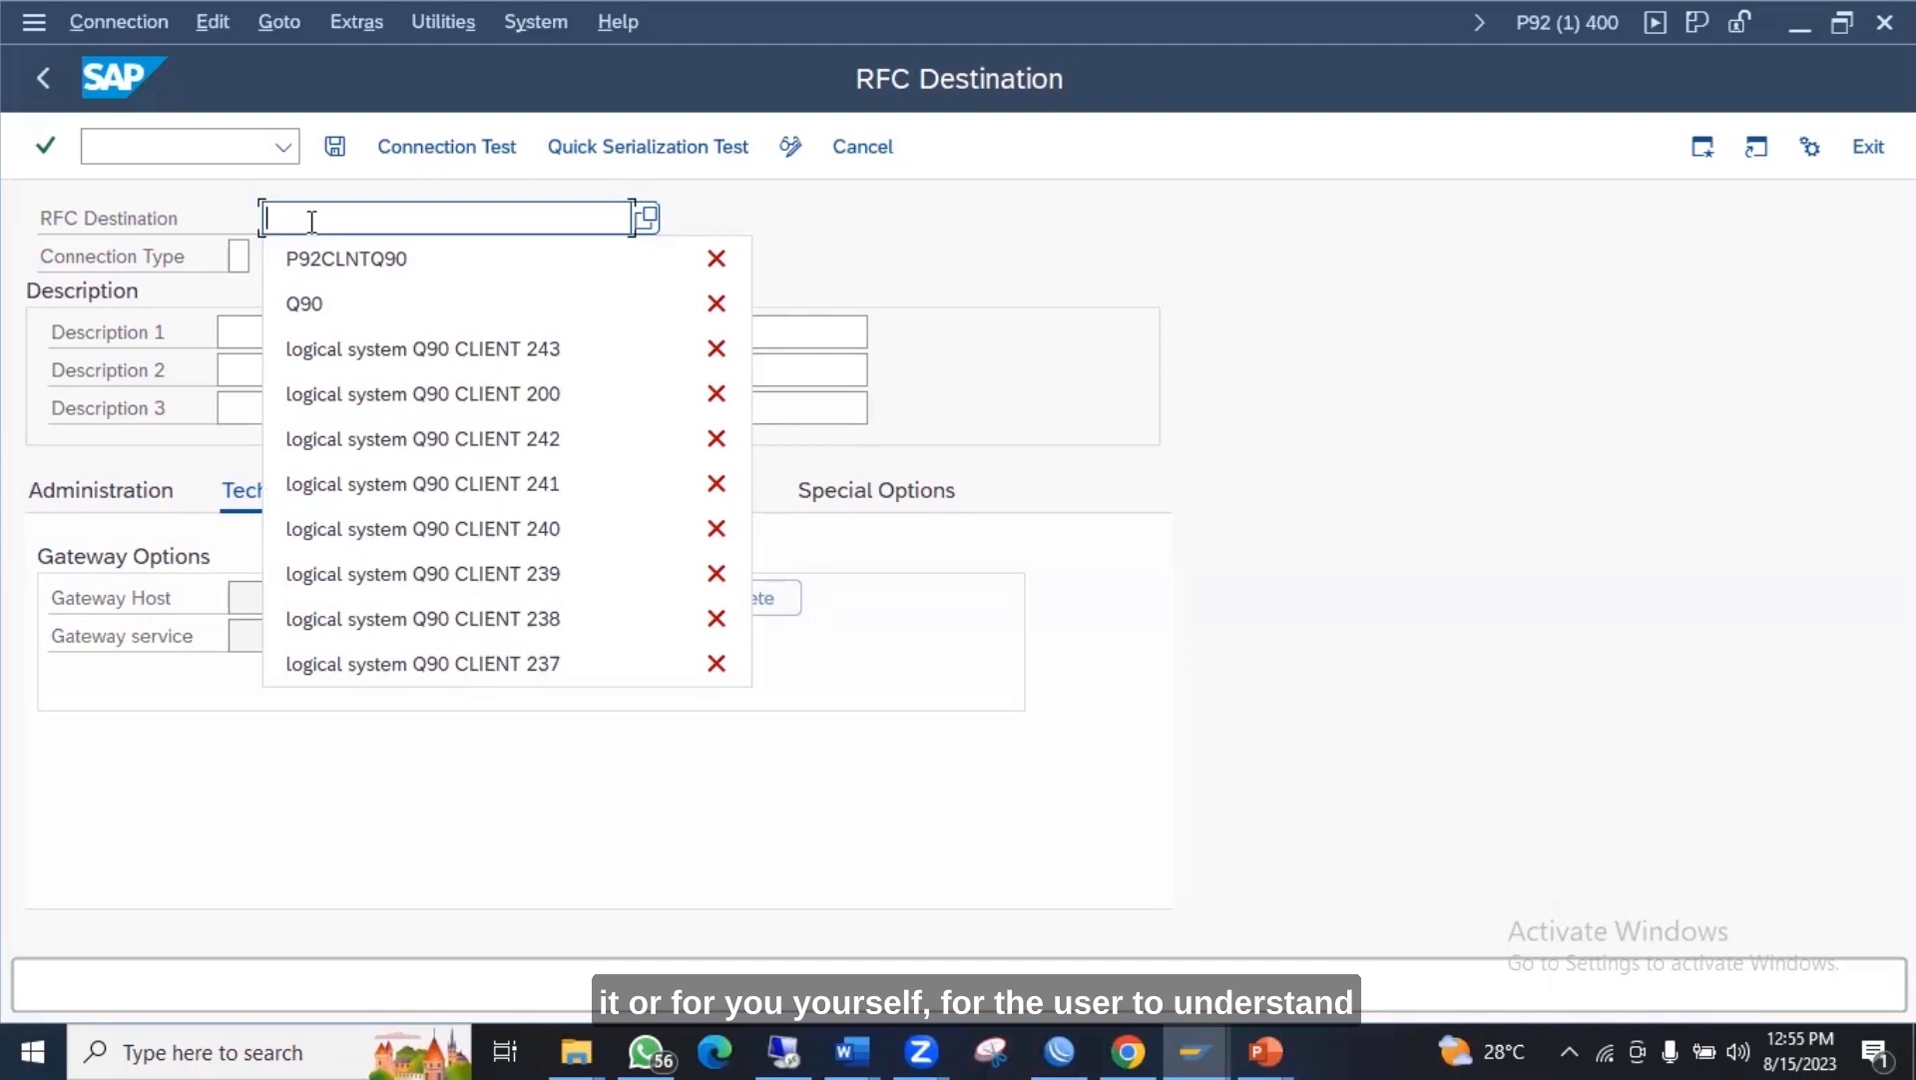 Connection Edit Goto Extras Utilities System Help P92 (1) 400
SAP RFC Destination
Connection Test Quick Serialization Test Cancel Exit
RFC Destination
Connection Type
P92CLNTQ90
Description
Q90
Description 1
logical system Q90 CLIENT 243
Description 2
logical system Q90 CLIENT 200
Description 3
logical system Q90 CLIENT 242
logical system Q90 CLIENT 241
Administration Tech Special Options
logical system Q90 CLIENT 240
Gateway Options
logical system Q90 CLIENT 239
Gateway Host ete
logical system Q90 CLIENT 238
Gateway service
logical system Q90 CLIENT 237
Activate Windows
Go to Settings to activate Windows.
it or for you yourself, for the user to understand
Type here to search 56 28°C 12:55 PM
8/15/2023 1